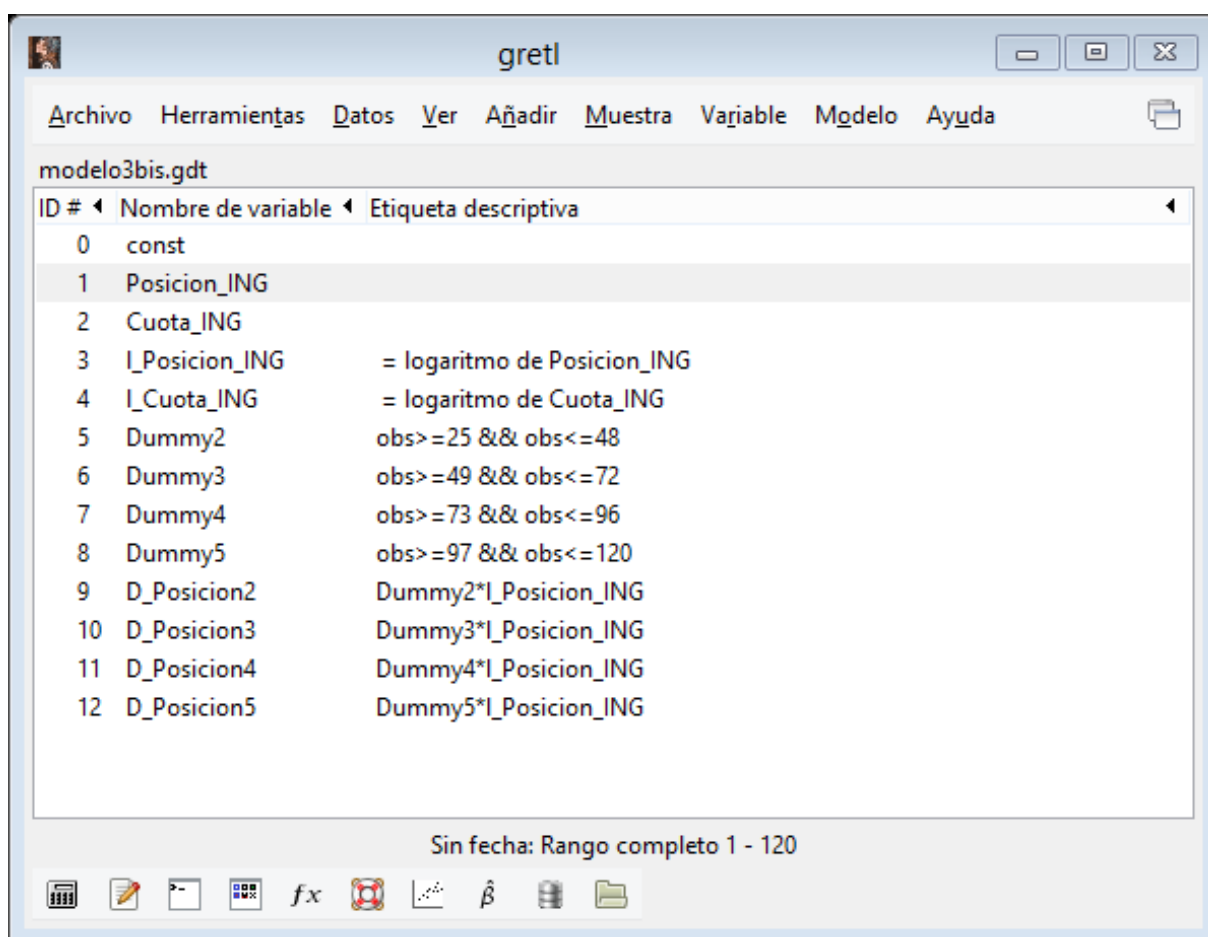 gretl
Archivo Herramientas Datos Ver Añadir Muestra Variable Modelo Ayuda
modelo3bis.gdt
ID # Nombre de variable Etiqueta descriptiva
0 const
1 Posicion_ING
2 Cuota_ING
3 l_Posicion_ING = logaritmo de Posicion_ING
4 l_Cuota_ING = logaritmo de Cuota_ING
5 Dummy2 obs>=25 && obs<=48
6 Dummy3 obs>=49 && obs<=72
7 Dummy4 obs>=73 && obs<=96
8 Dummy5 obs>=97 && obs<=120
9 D_Posicion2 Dummy2*l_Posicion_ING
10 D_Posicion3 Dummy3*l_Posicion_ING
11 D_Posicion4 Dummy4*l_Posicion_ING
12 D_Posicion5 Dummy5*l_Posicion_ING
Sin fecha: Rango completo 1 - 120
fx β̂